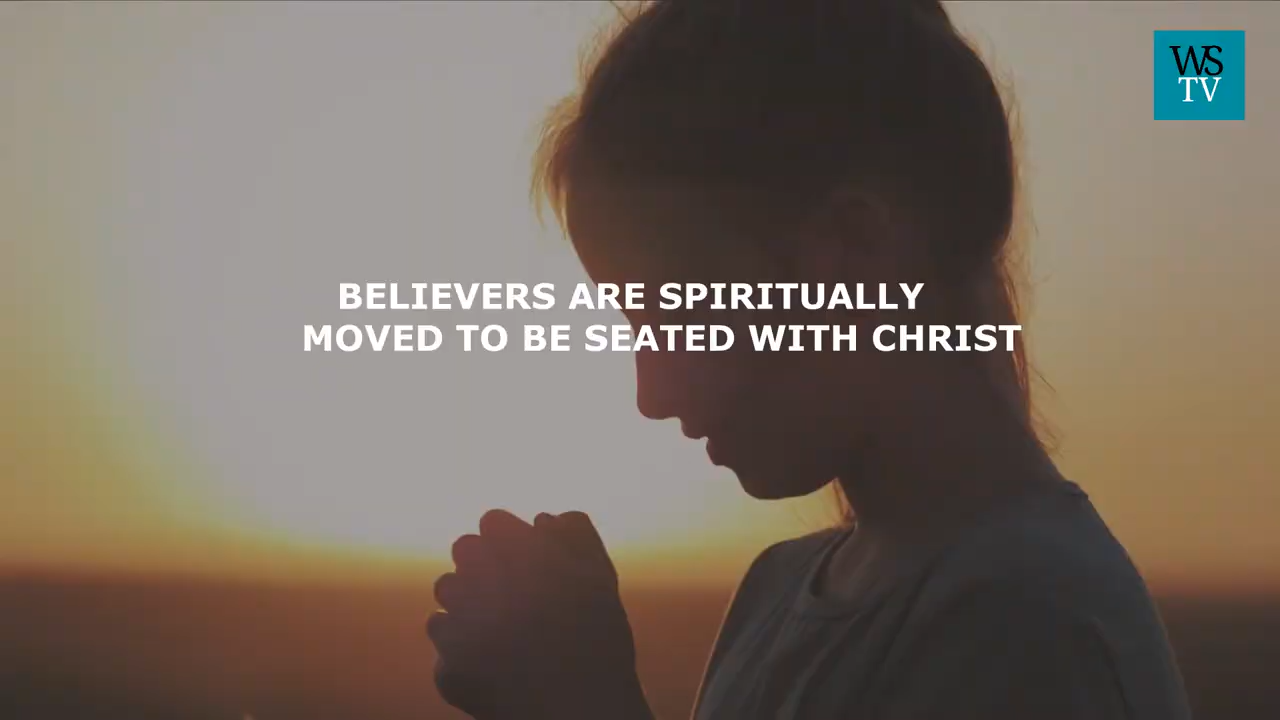 WS
TV
BELIEVERS ARE SPIRITUALLY
MOVED TO BE SEATED WITH CHRIST